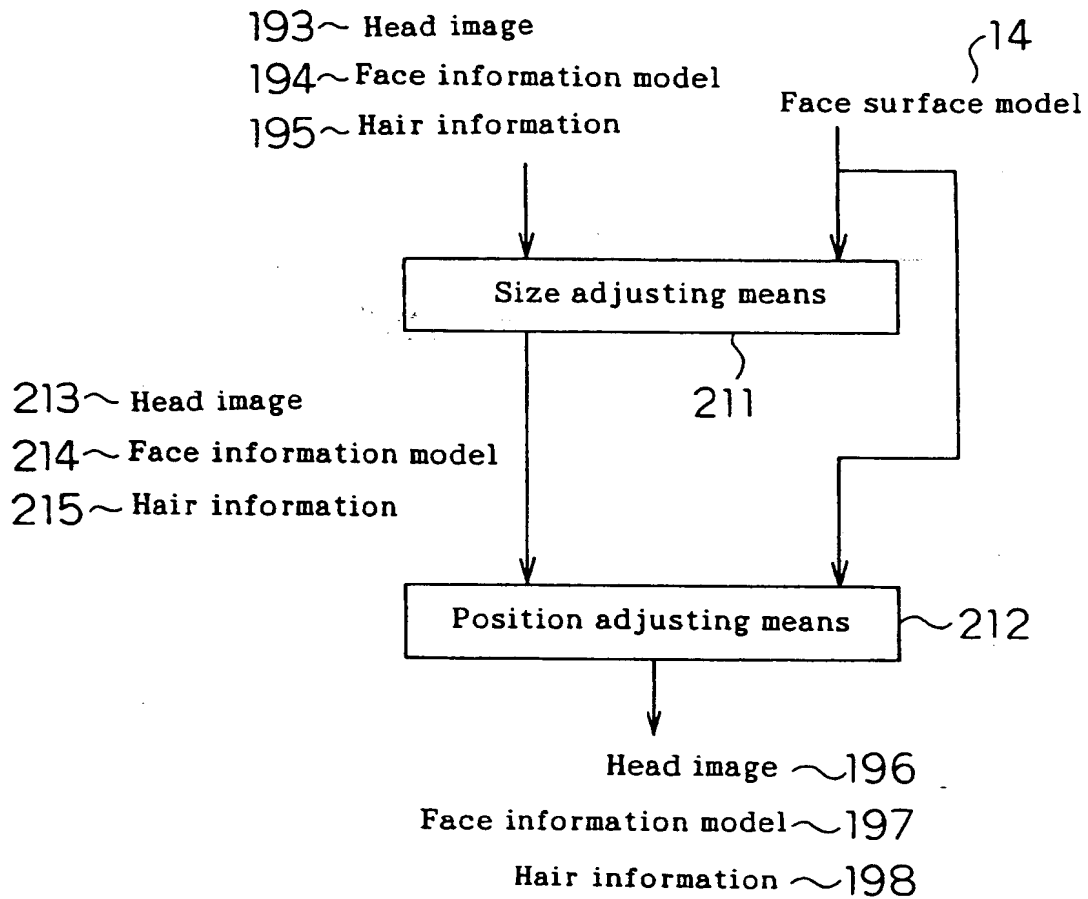 193 Head image
194 Face information model
195 Hair information
14
Face surface model
Size adjusting means
211
213 Head image
214 Face information model
215 Hair information
Position adjusting means 212
Head image 196
Face information model 197
Hair information 198